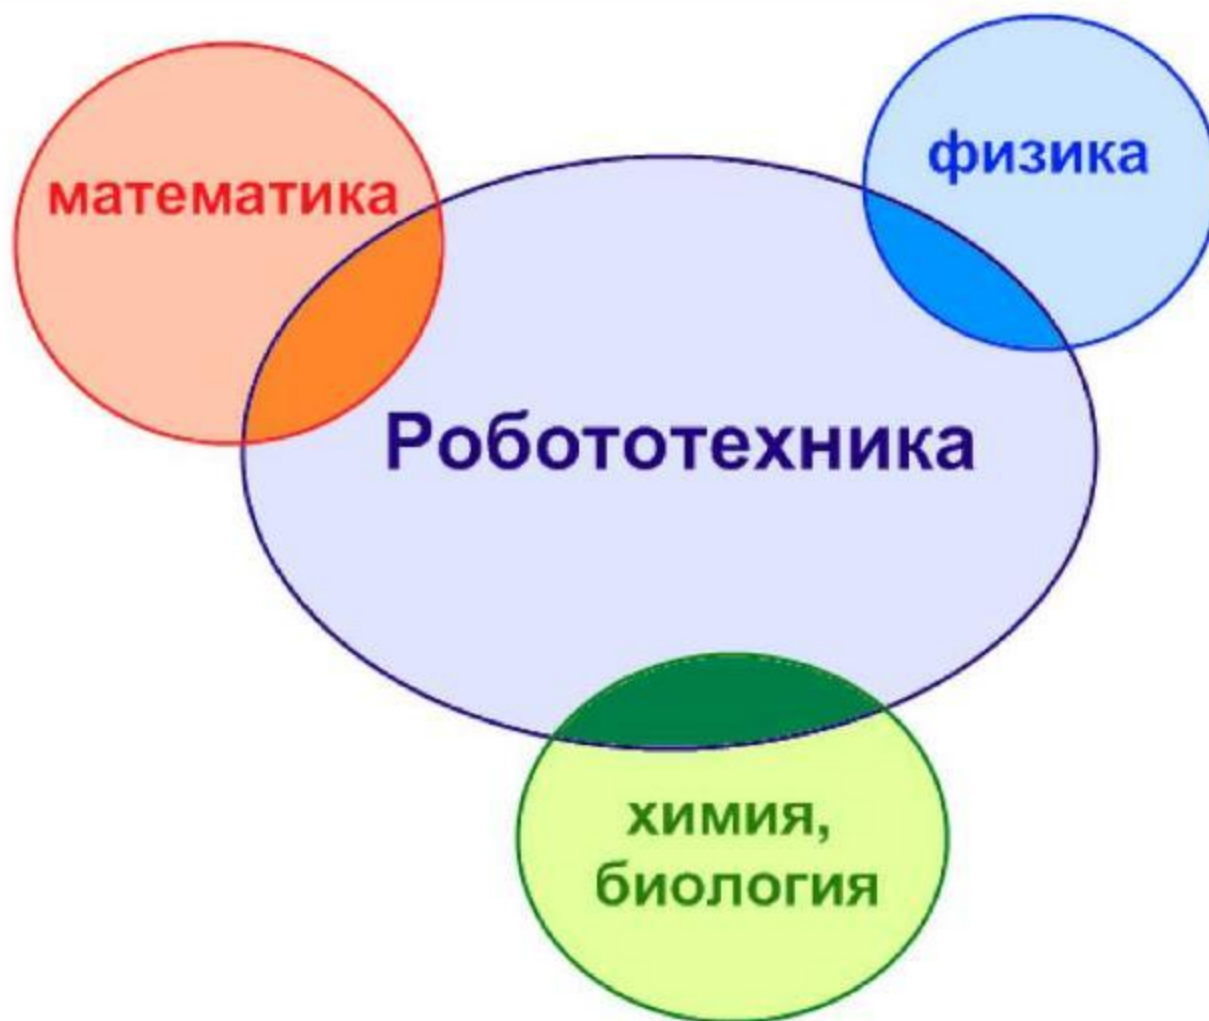 математика
физика
Робототехника
химия,
биология